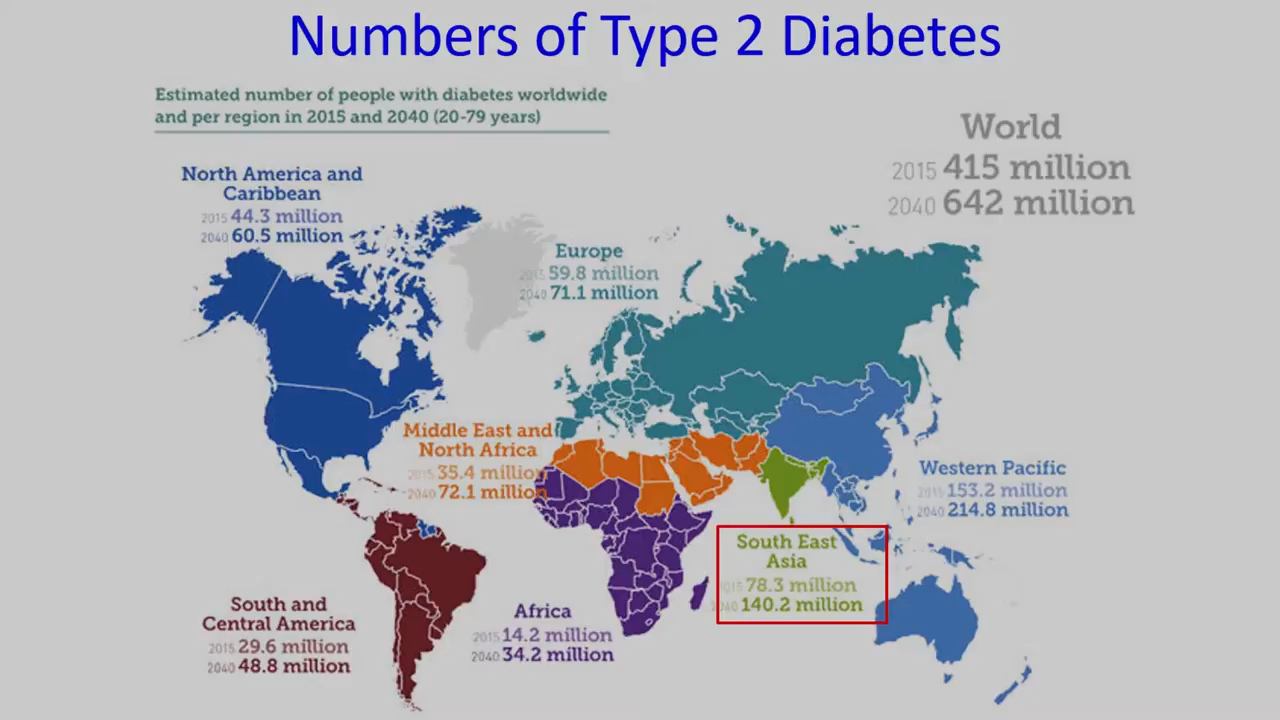 Numbers of Type 2 Diabetes
Estimated number of people with diabetes worldwide
and per region in 2015 and 2040 (20-79 years)
World
2015 415 million
2040 642 million
North America and
Caribbean
2015 44.3 million
2040 60.5 million
Europe
2015 59.8 million
2040 71.1 million
Middle East and
North Africa
2015 35.4 million
2040 72.1 million
Western Pacific
2015 153.2 million
2040 214.8 million
South East
Asia
2015 78.3 million
2040 140.2 million
South and
Central America
2015 29.6 million
2040 48.8 million
Africa
2015 14.2 million
2040 34.2 million